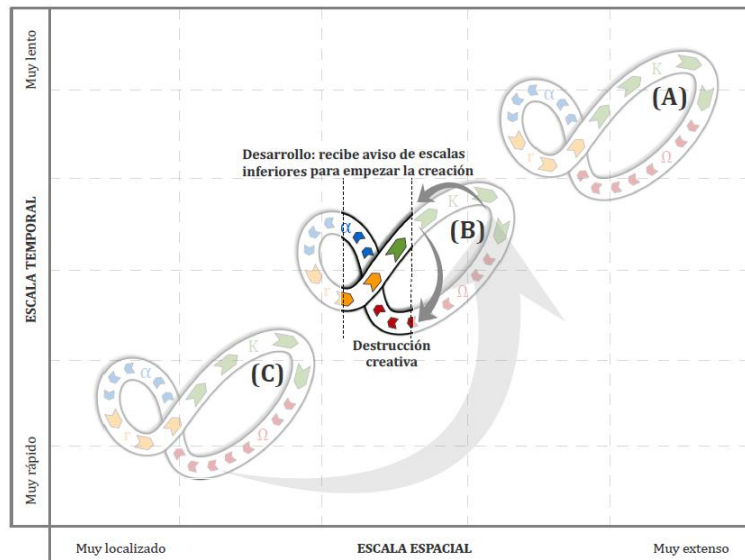 Muy lento
ESCALA TEMPORAL
Muy rápido
K
(A)
α
r
Ω
Desarrollo: recibe aviso de escalas
inferiores para empezar la creación
K
(B)
α
r
Ω
Destrucción
creativa
K
(C)
α
r
Ω
Muy localizado
ESCALA ESPACIAL
Muy extenso